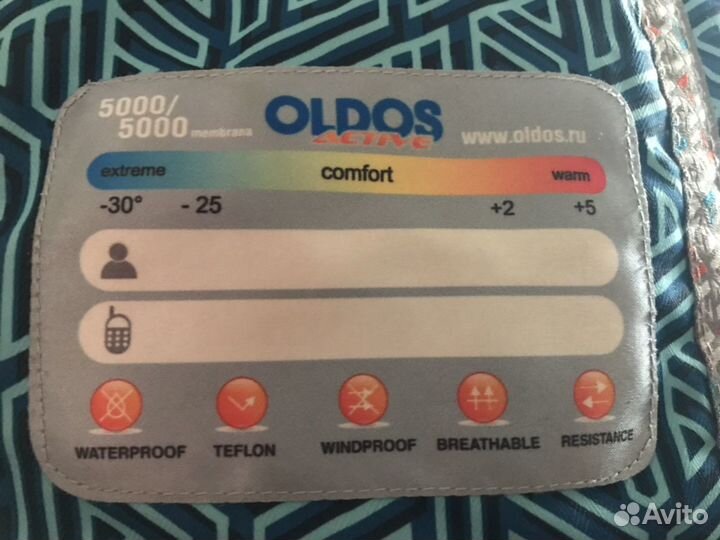 5000/
5000 membrana
OLDOS
ACTIVE
www.oldos.ru
extreme comfort warm
-30° - 25 +2 +5
WATERPROOF TEFLON WINDPROOF BREATHABLE RESISTANCE
Avito